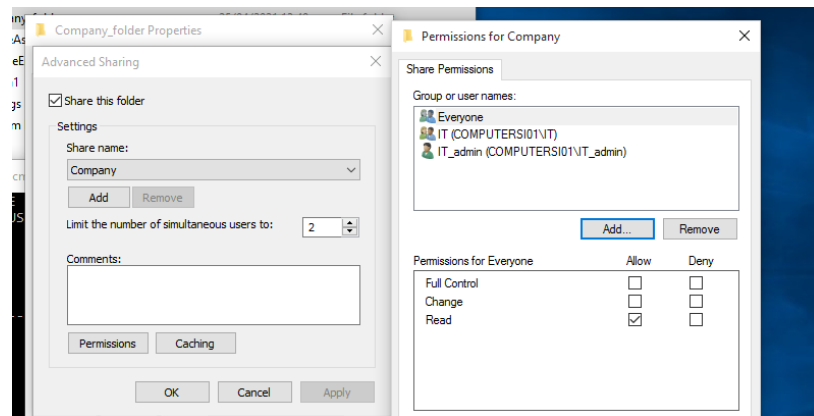 Company_folder Properties
Advanced Sharing
Share this folder
Settings
Share name:
Company
Add Remove
Limit the number of simultaneous users to: 2
Comments:
Permissions Caching
OK Cancel Apply
Permissions for Company
Share Permissions
Group or user names:
Everyone
IT (COMPUTERSI01\IT)
IT_admin (COMPUTERSI01\IT_admin)
Add... Remove
Permissions for Everyone Allow Deny
Full Control
Change
Read